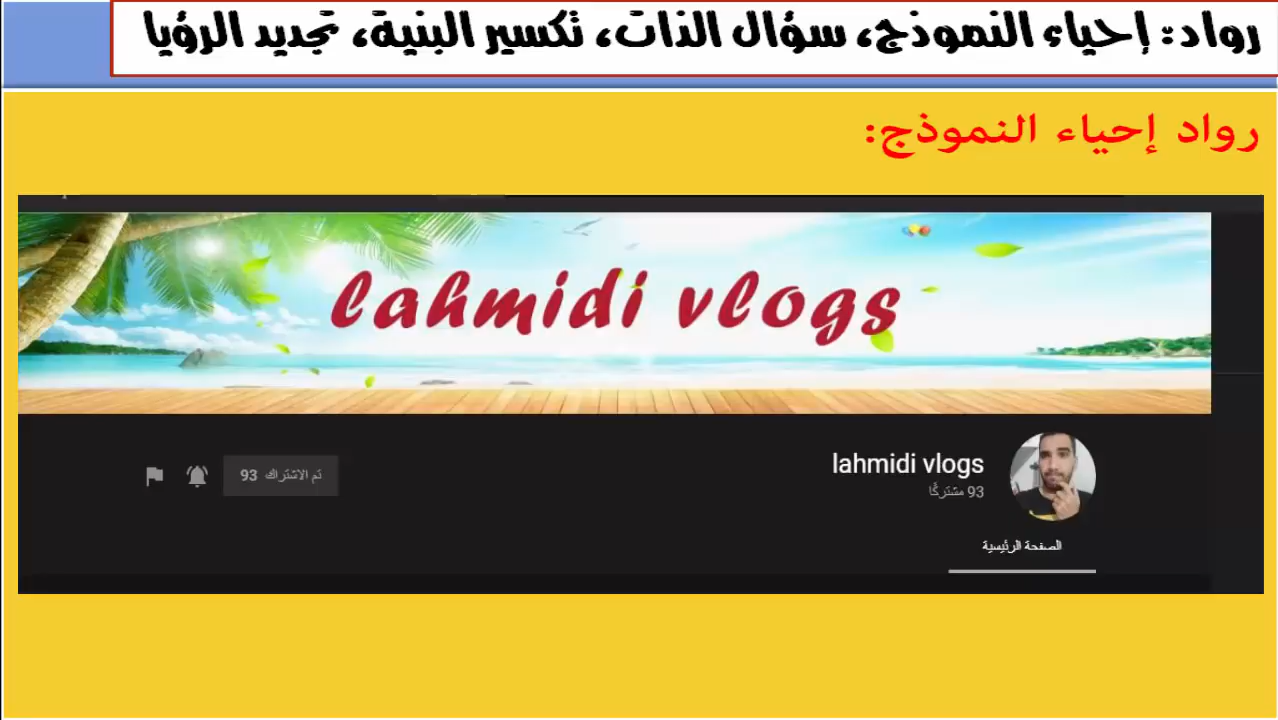 رواد: إحياء النموذج، سؤال الذات، تكسير البنية، تجديد الرؤيا
رواد إحياء النموذج:
lahmidi vlogs
lahmidi vlogs
93 مشتركًا
تم الاشتراك 93
الصفحة الرئيسية